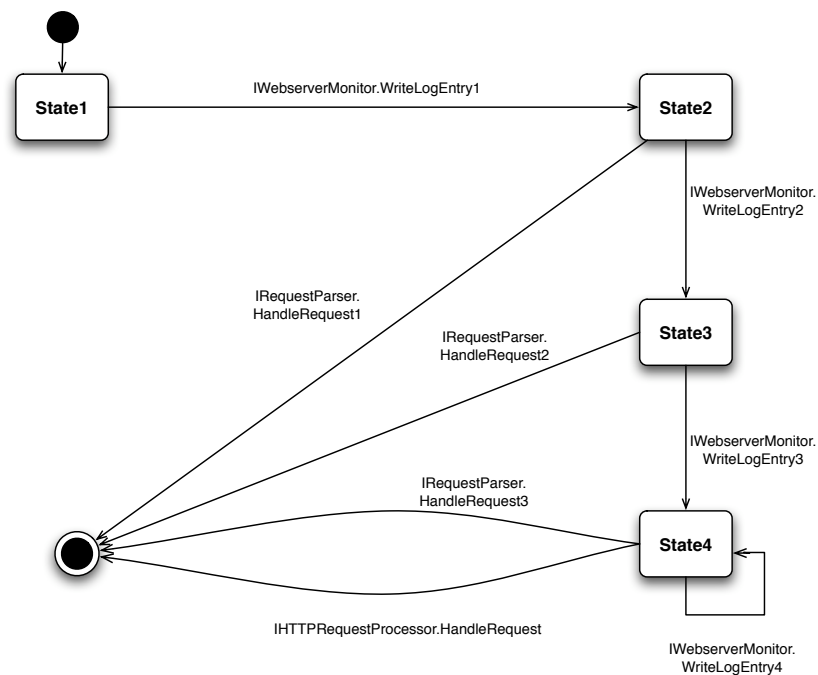 IWebserverMonitor.WriteLogEntry1
State1
State2
IWebserverMonitor.
WriteLogEntry2
IRequestParser.
HandleRequest1
State3
IRequestParser.
HandleRequest2
IWebserverMonitor.
WriteLogEntry3
IRequestParser.
HandleRequest3
State4
IHTTPRequestProcessor.HandleRequest
IWebserverMonitor.
WriteLogEntry4